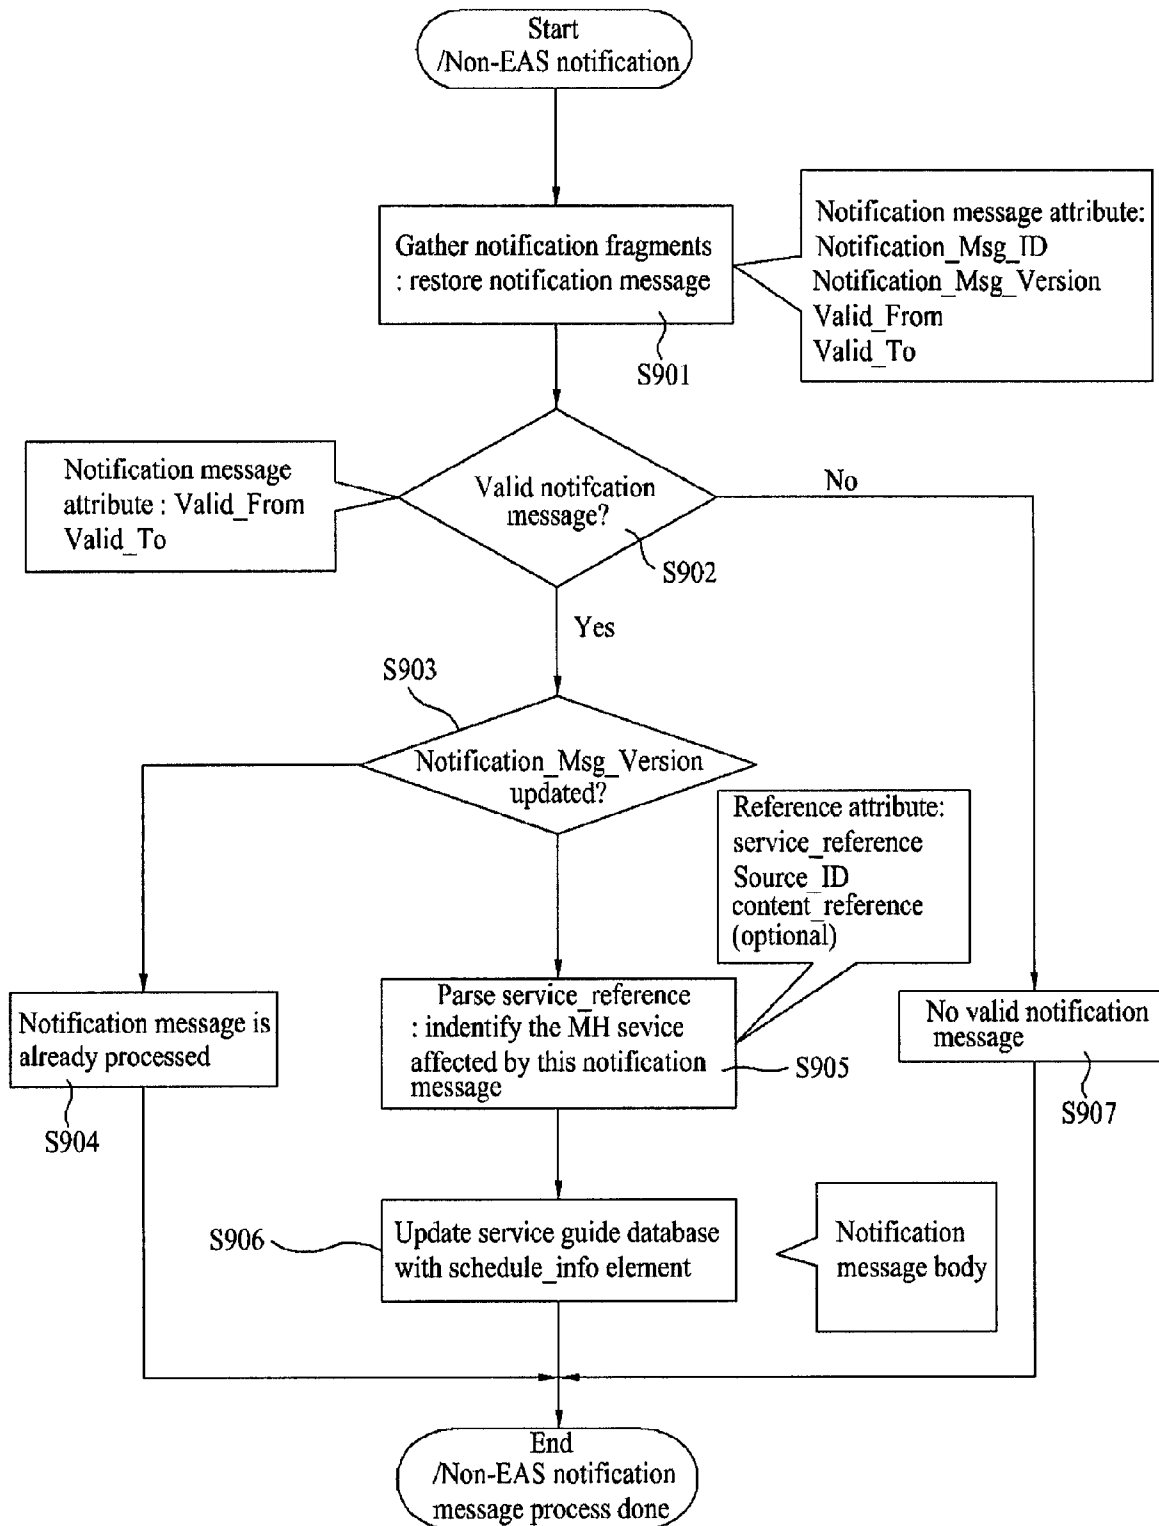 Start
/Non-EAS notification
Gather notification fragments
: restore notification message
S901
Notification message attribute:
Notification_Msg_ID
Notification_Msg_Version
Valid_From
Valid_To
Notification message
attribute : Valid_From
Valid_To
Valid notifcation
message?
S902
No
Yes
S903
Notification_Msg_Version
updated?
Reference attribute:
service_reference
Source_ID
content_reference
(optional)
Notification message is
already processed
S904
Parse service_reference
: indentify the MH sevice
affected by this notification
message
S905
No valid notification
message
S907
S906
Update service guide database
with schedule_info element
Notification
message body
End
/Non-EAS notification
message process done